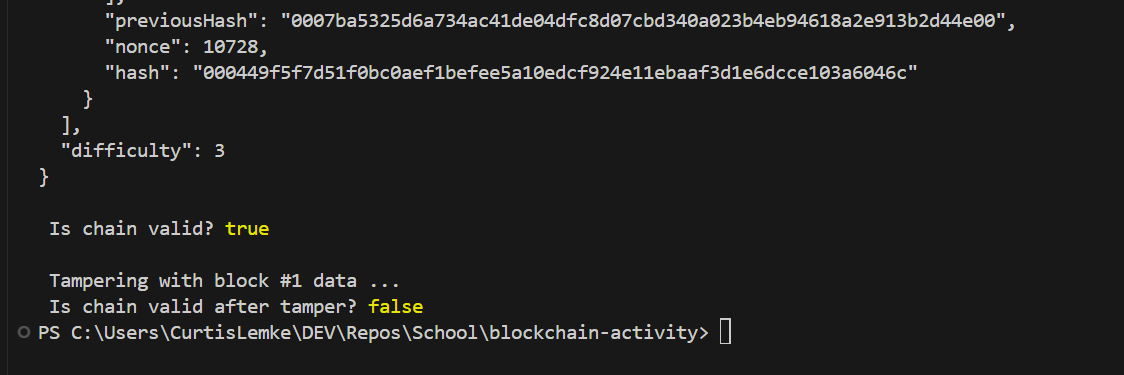 ],
"previousHash": "0007ba5325d6a734ac41de04dfc8d07cbd340a023b4eb94618a2e913b2d44e00",
"nonce": 10728,
"hash": "000449f5f7d51f0bc0aef1befee5a10edcf924e11ebaaf3d1e6dcce103a6046c"
}
],
"difficulty": 3
}
Is chain valid? true
Tampering with block #1 data ...
Is chain valid after tamper? false
PS C:\Users\CurtisLemke\DEV\Repos\School\blockchain-activity>